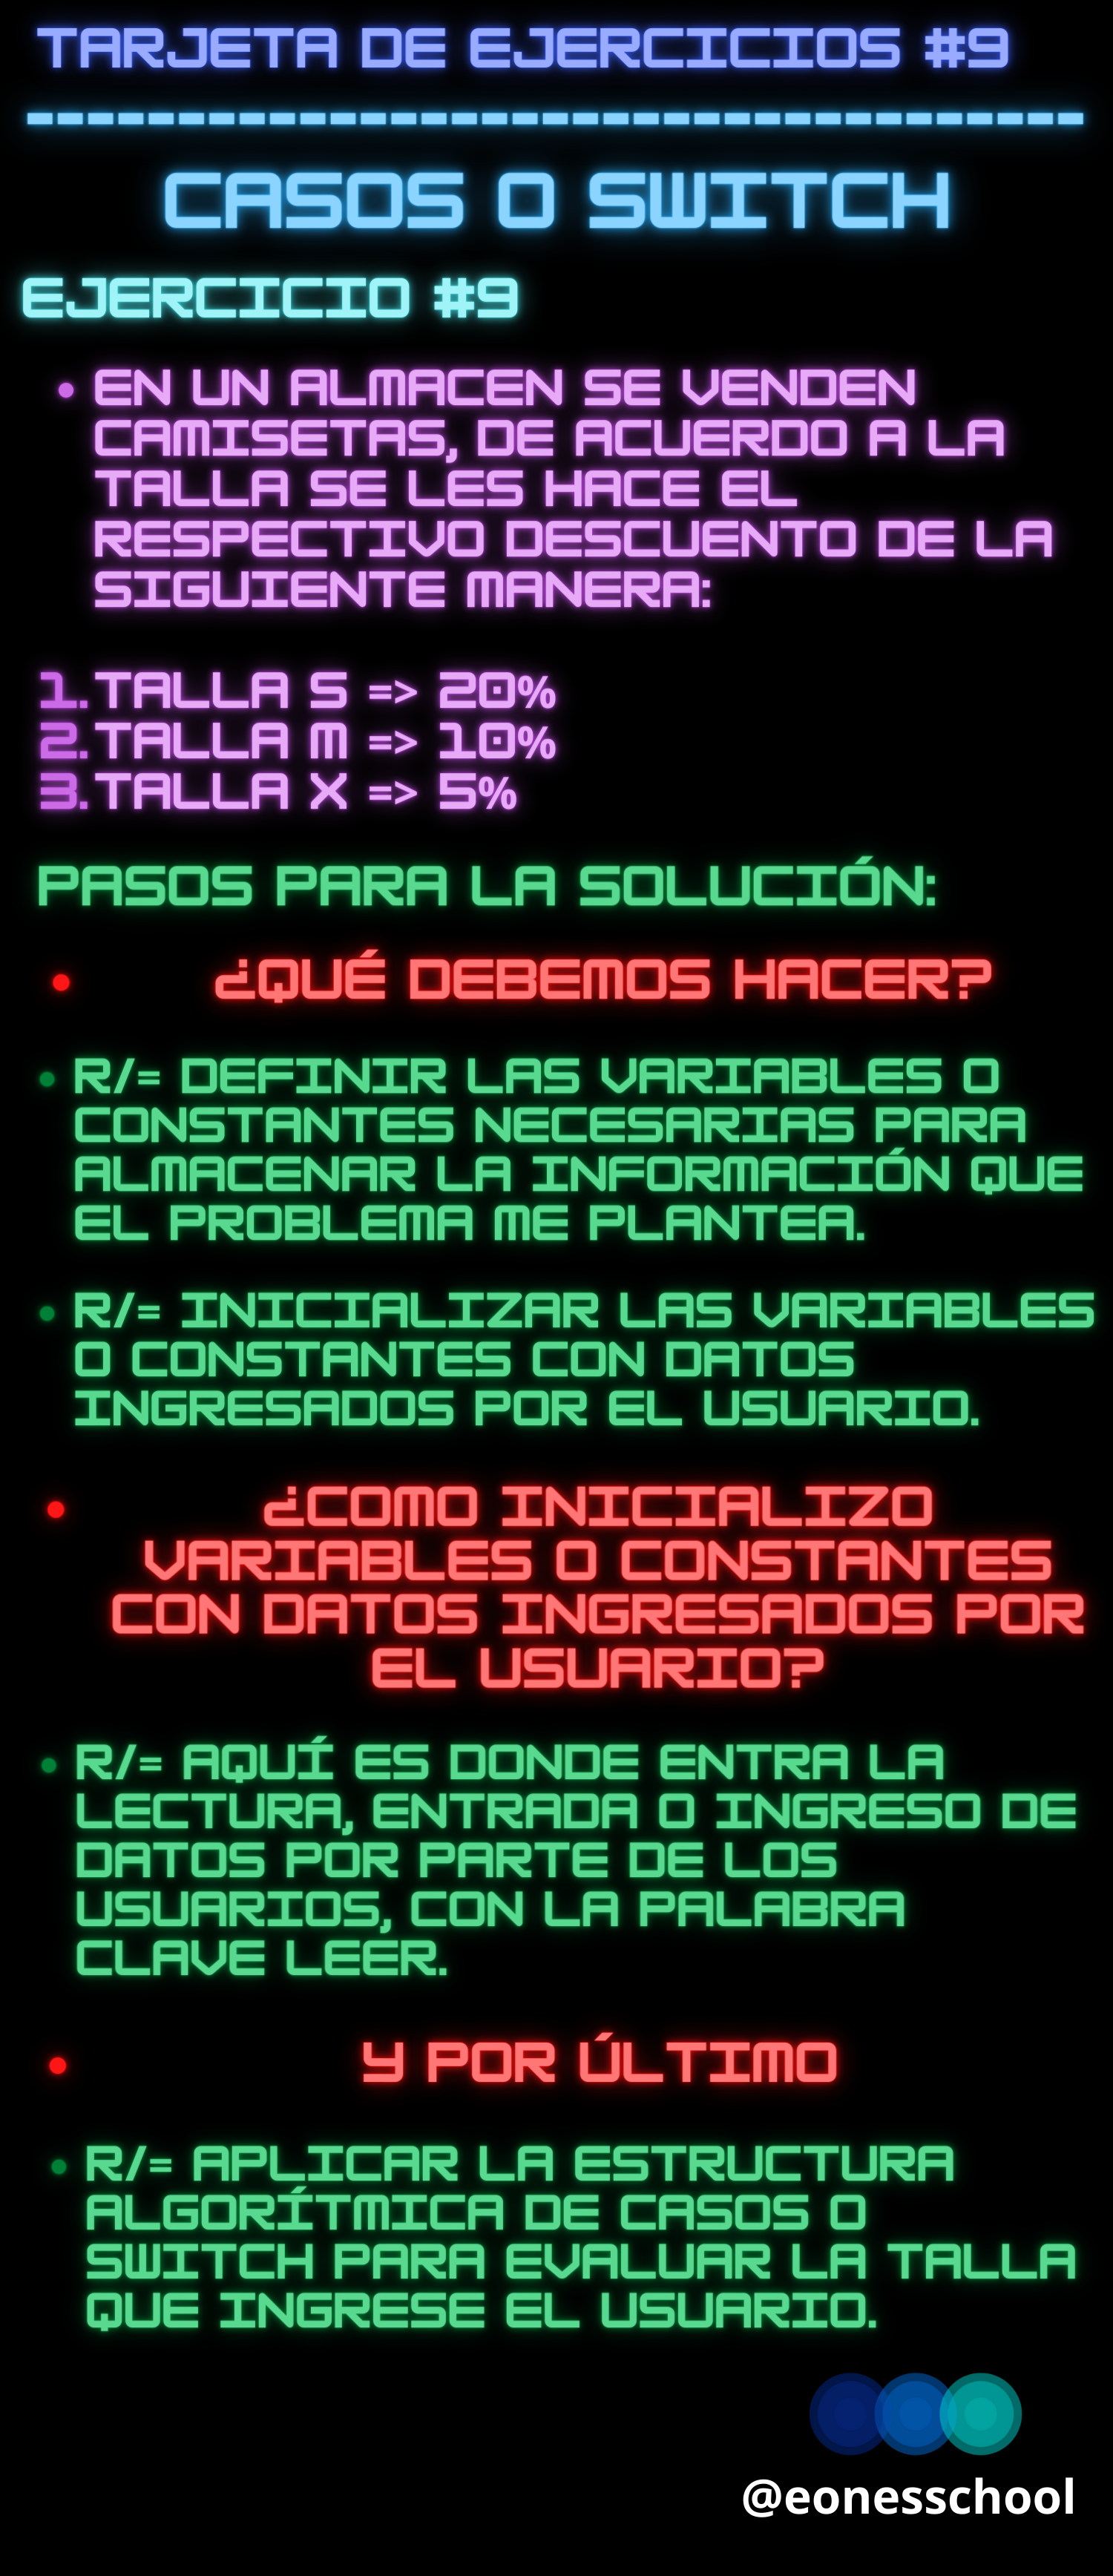 TARJETA DE EJERCICIOS #9
-----------------------------------
CASOS O SWITCH
EJERCICIO #9
• EN UN ALMACEN SE VENDEN
CAMISETAS, DE ACUERDO A LA
TALLA SE LES HACE EL
RESPECTIVO DESCUENTO DE LA
SIGUIENTE MANERA:
1. TALLA S => 20%
2. TALLA M => 10%
3. TALLA X => 5%
PASOS PARA LA SOLUCIÓN:
• ¿QUÉ DEBEMOS HACER?
• R/= DEFINIR LAS VARIABLES O
CONSTANTES NECESARIAS PARA
ALMACENAR LA INFORMACIÓN QUE
EL PROBLEMA ME PLANTEA.
• R/= INICIALIZAR LAS VARIABLES
O CONSTANTES CON DATOS
INGRESADOS POR EL USUARIO.
• ¿COMO INICIALIZO
VARIABLES O CONSTANTES
CON DATOS INGRESADOS POR
EL USUARIO?
• R/= AQUÍ ES DONDE ENTRA LA
LECTURA, ENTRADA O INGRESO DE
DATOS POR PARTE DE LOS
USUARIOS, CON LA PALABRA
CLAVE LEER.
• Y POR ÚLTIMO
• R/= APLICAR LA ESTRUCTURA
ALGORÍTMICA DE CASOS O
SWITCH PARA EVALUAR LA TALLA
QUE INGRESE EL USUARIO.
@eonesschool